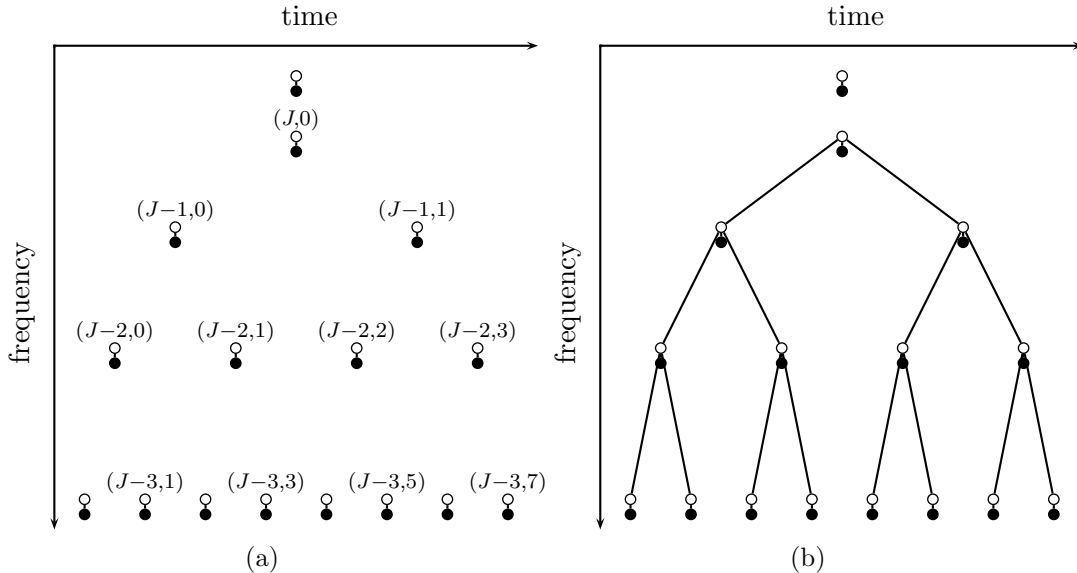 time
(J,0)
(J−1,0) (J−1,1)
(J−2,0) (J−2,1) (J−2,2) (J−2,3)
(J−3,1) (J−3,3) (J−3,5) (J−3,7)
frequency
(a)
time
frequency
(b)